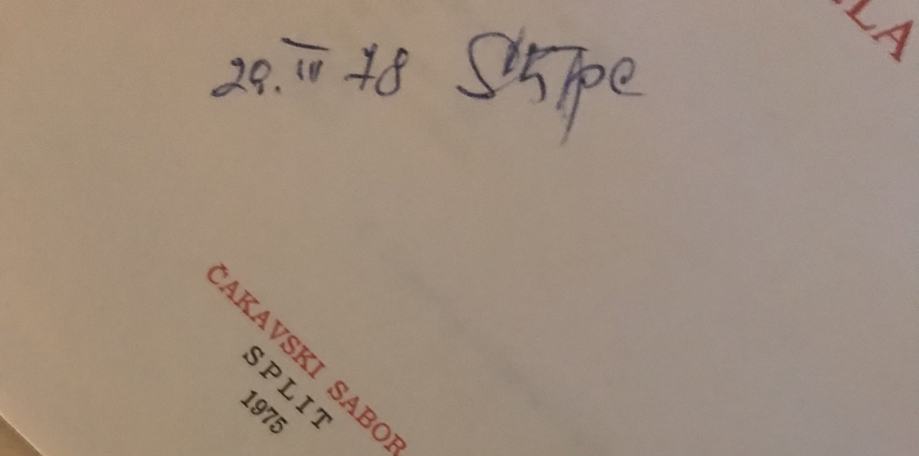 LA
29. III 78 Stipe
ČAKAVSKI SABOR
SPLIT
1975